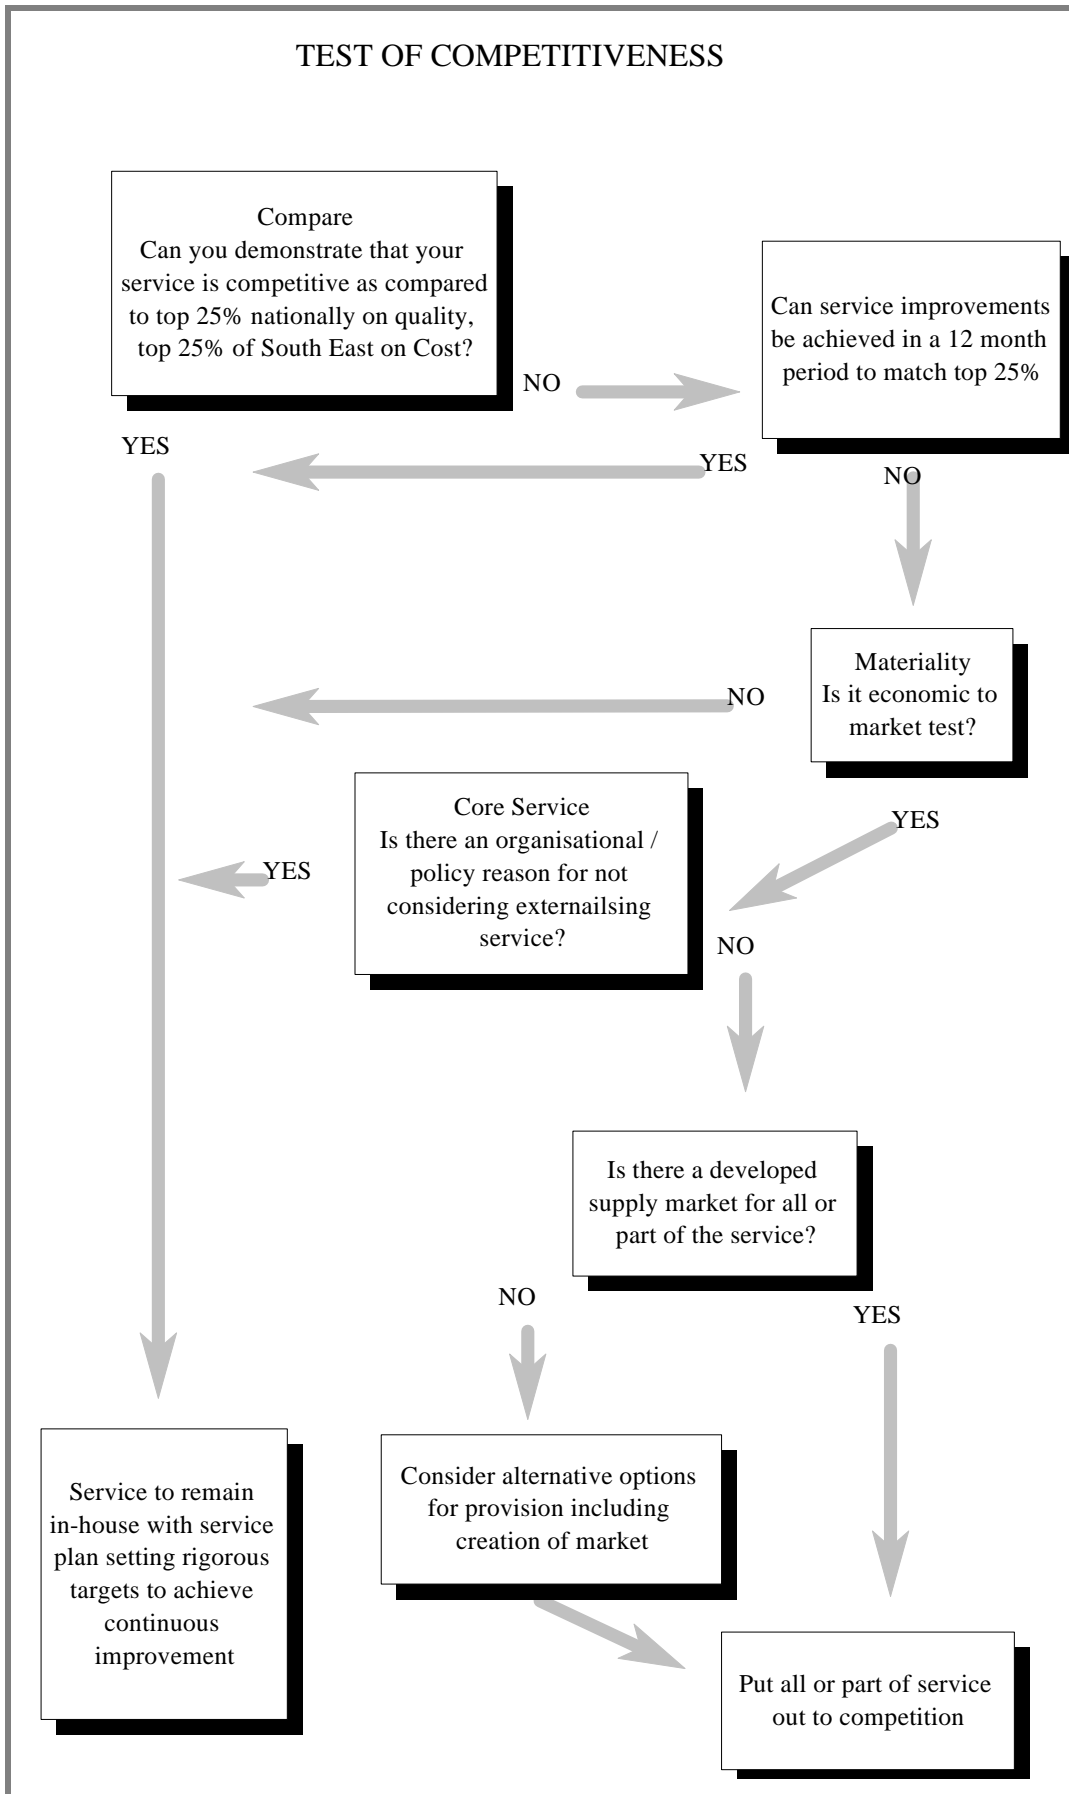 TEST OF COMPETITIVENESS
Compare
Can you demonstrate that your
service is competitive as compared
to top 25% nationally on quality,
top 25% of South East on Cost?
Can service improvements
be achieved in a 12 month
period to match top 25%
NO
YES
YES
NO
Materiality
Is it economic to
market test?
NO
Core Service
Is there an organisational /
policy reason for not
considering externailsing
service?
YES
YES
NO
Is there a developed
supply market for all or
part of the service?
NO
YES
Service to remain
in-house with service
plan setting rigorous
targets to achieve
continuous
improvement
Consider alternative options
for provision including
creation of market
Put all or part of service
out to competition